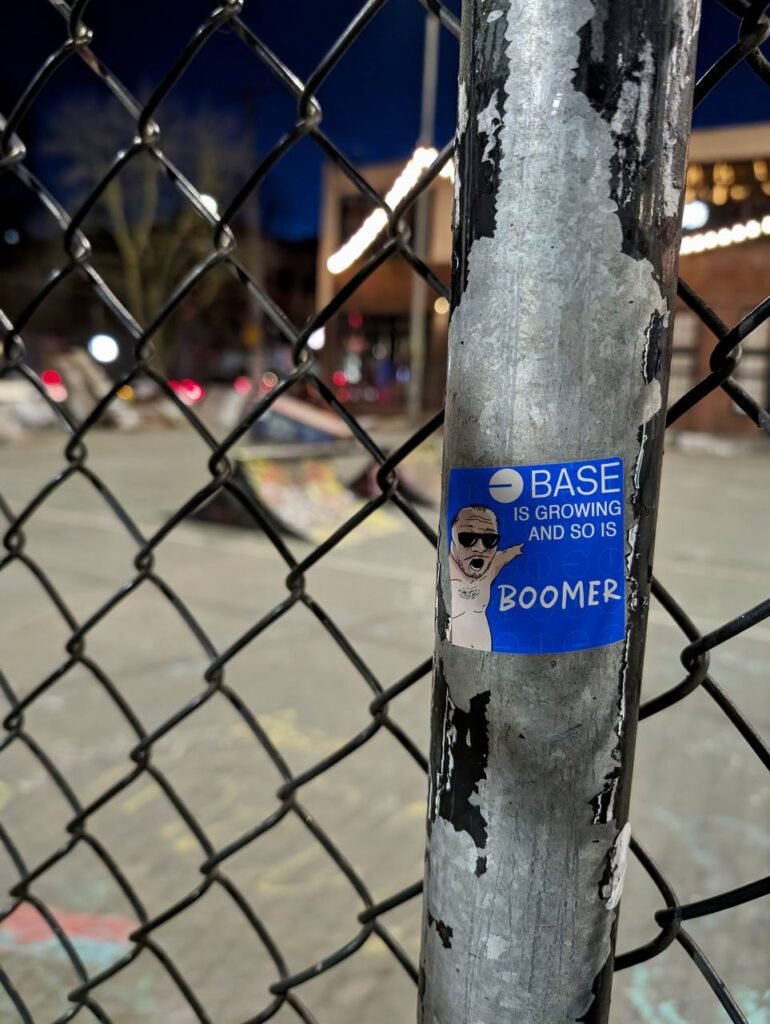 BASE
IS GROWING
AND SO IS
BOOMER